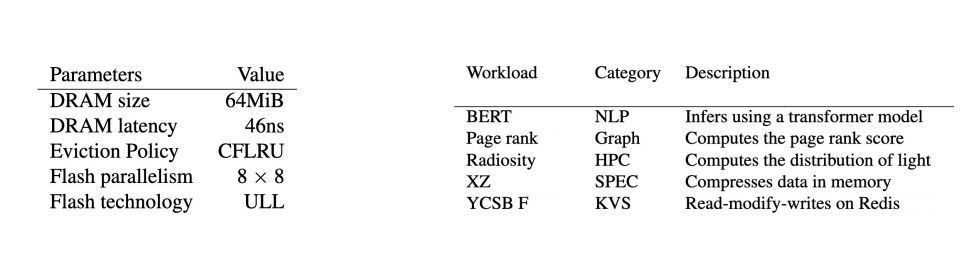 Parameters Value
DRAM size 64MiB
DRAM latency 46ns
Eviction Policy CFLRU
Flash parallelism 8 × 8
Flash technology ULL
Workload Category Description
BERT NLP Infers using a transformer model
Page rank Graph Computes the page rank score
Radiosity HPC Computes the distribution of light
XZ SPEC Compresses data in memory
YCSB F KVS Read-modify-writes on Redis